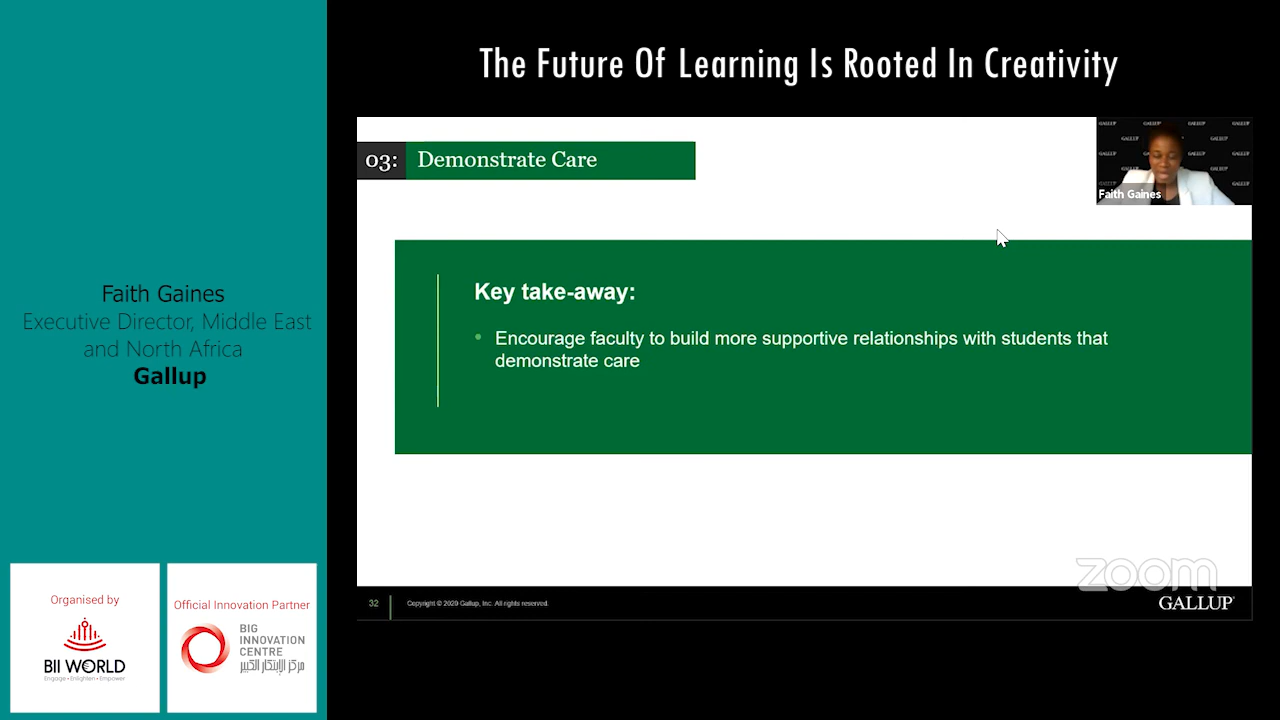 The Future Of Learning Is Rooted In Creativity
03: Demonstrate Care
GALLUP
Faith Gaines
Key take-away:
• Encourage faculty to build more supportive relationships with students that
demonstrate care
Faith Gaines
Executive Director, Middle East
and North Africa
Gallup
Organised by
BII WORLD
Engage • Enlighten • Empower
Official Innovation Partner
BIG
INNOVATION
CENTRE
مركز الإبتكار الكبير
zoom
32
Copyright © 2020 Gallup, Inc. All rights reserved.
GALLUP®